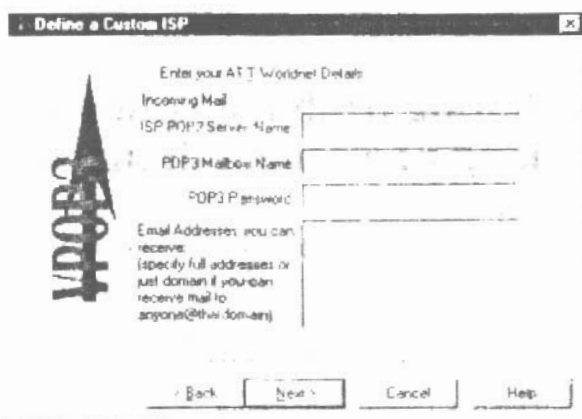 Define a Custom ISP
Enter your AT T Worldnet Details
Incoming Mail
ISP POP3 Server Name
POP3 Mailbox Name
POP3 Password
Email Addresses you can
receive:
(specify full addresses or
just domain if you can
receive mail to
anyone@thedomain)
VPOP3
< Back
Next >
Cancel
Help